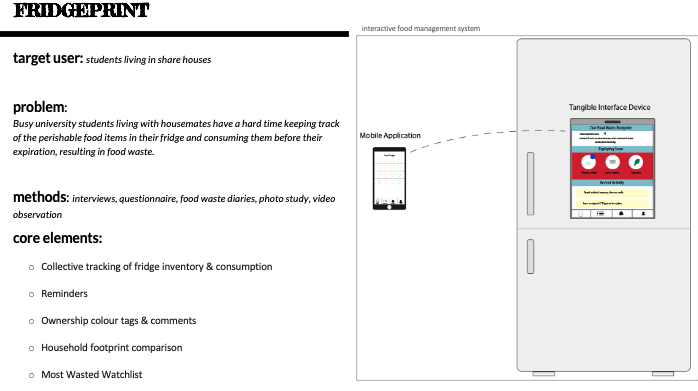 FRIDGEPRINT
target user: students living in share houses
problem:
Busy university students living with housemates have a hard time keeping track
of the perishable food items in their fridge and consuming them before their
expiration, resulting in food waste.
methods: interviews, questionnaire, food waste diaries, photo study, video
observation
core elements:
Collective tracking of fridge inventory & consumption
Reminders
Ownership colour tags & comments
Household footprint comparison
Most Wasted Watchlist
interactive food management system
Mobile Application
Tangible Interface Device
Our Food Waste Footprint
Expiring Soon
Recent Activity